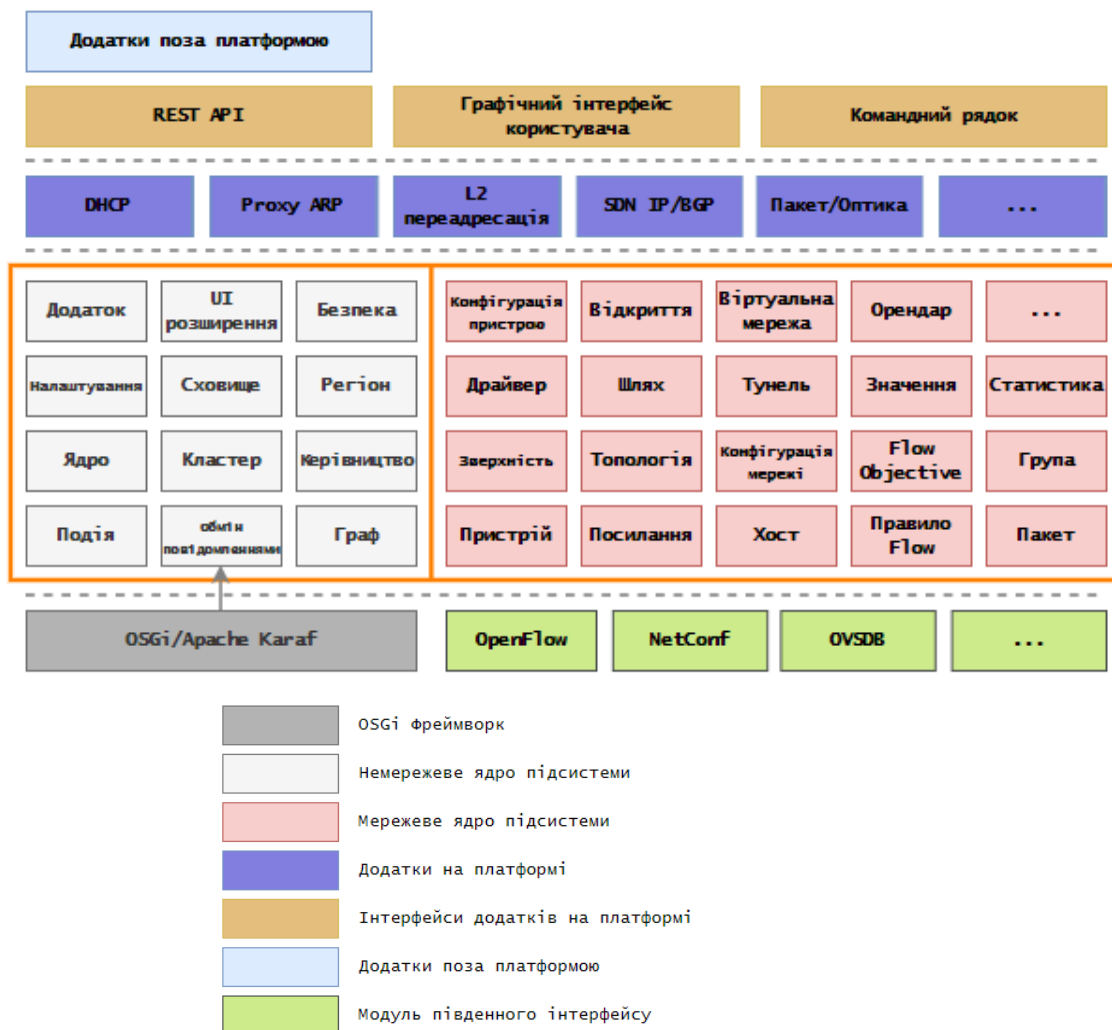 Додатки поза платформою
REST API
Графічний інтерфейс
користувача
Командний рядок
DHCP
Proxy ARP
L2
переадресація
SDN IP/BGP
Пакет/Оптика
...
Додаток
UI
розширення
Безпека
Конфігурація
пристрою
Відкриття
Віртуальна
мережа
Орендар
...
Налаштування
Сховище
Регіон
Драйвер
Шлях
Тунель
Значення
Статистика
Ядро
Кластер
Керівництво
Зверхність
Топологія
Конфігурація
мережі
Flow
Objective
Група
Подія
обмін
повідомленнями
Граф
Пристрій
Посилання
Хост
Правило
Flow
Пакет
OSGi/Apache Karaf
OpenFlow
NetConf
OVSDB
...
OSGi Фреймворк
Немережеве ядро підсистеми
Мережеве ядро підсистеми
Додатки на платформі
Інтерфейси додатків на платформі
Додатки поза платформою
Модуль південного інтерфейсу